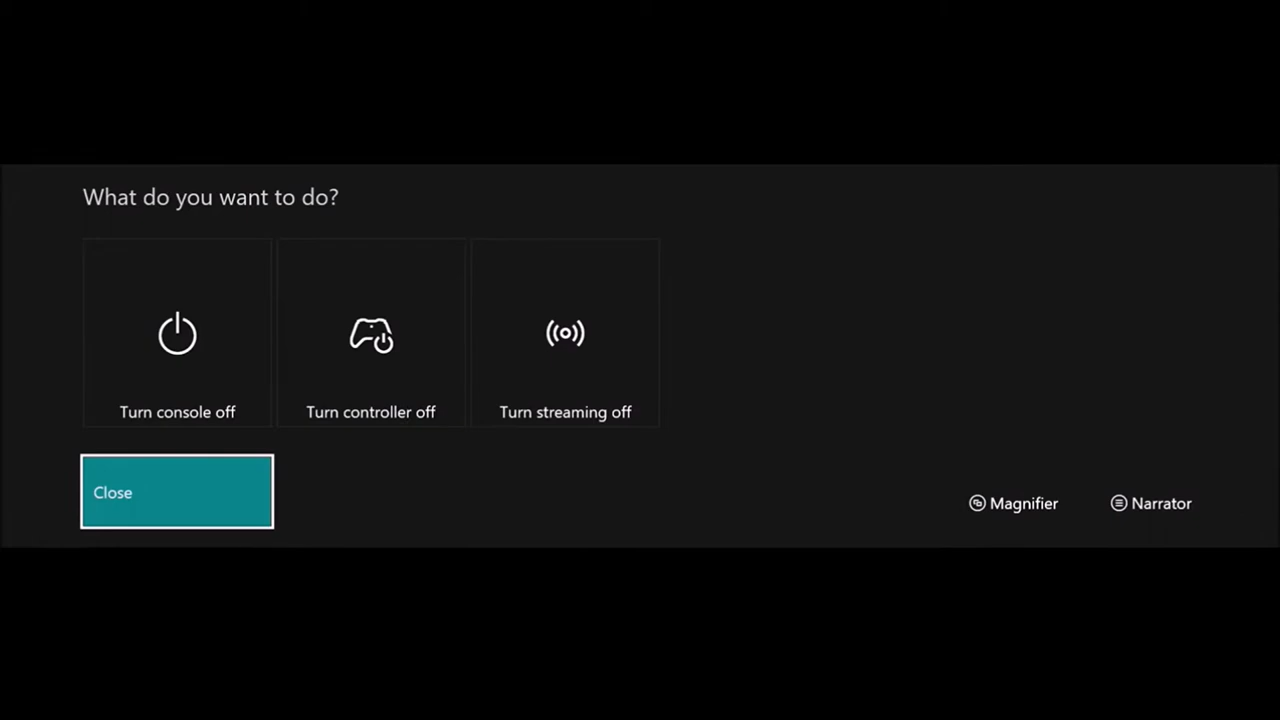 What do you want to do?
Turn console off
Turn controller off
Turn streaming off
Close
Magnifier
Narrator